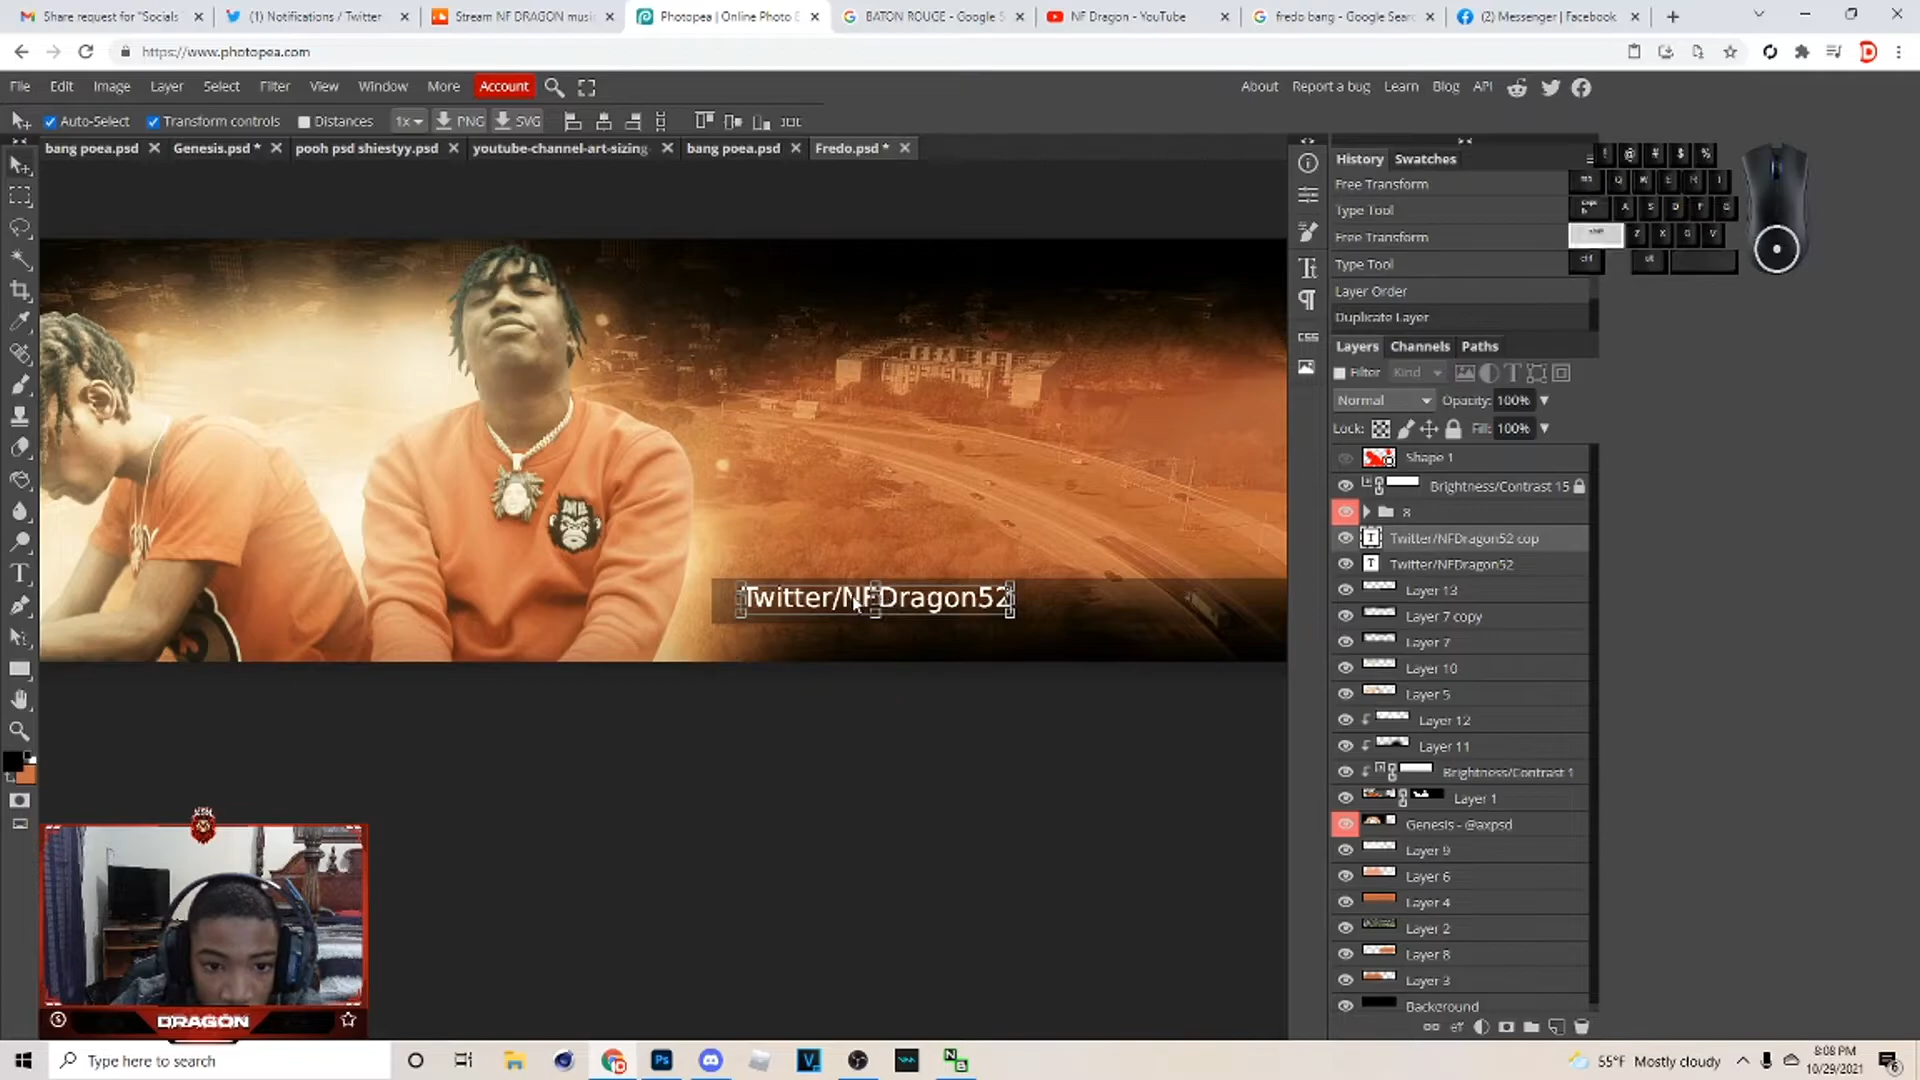 Share request for "Socials
(1) Notifications / Twitter
Stream NF DRAGON musi
Photopea | Online Photo E
BATON ROUGE - Google S
NF Dragon - YouTube
fredo bang - Google Searc
(2) Messenger | Facebook
https://www.photopea.com
File Edit Image Layer Select Filter View Window More Account
About Report a bug Learn Blog API
Auto-Select Transform controls Distances 1x PNG SVG
bang poea.psd Genesis.psd * pooh psd shiestyy.psd youtube-channel-art-sizing bang poea.psd Fredo.psd *
History Swatches
Free Transform
Type Tool
Free Transform
Type Tool
Layer Order
Duplicate Layer
Layers Channels Paths
Filter Kind
Normal Opacity: 100%
Lock: Fill: 100%
Shape 1
Brightness/Contrast 15
8
Twitter/NFDragon52 cop
Twitter/NFDragon52
Layer 13
Layer 7 copy
Layer 7
Layer 10
Layer 5
Layer 12
Layer 11
Brightness/Contrast 1
Layer 1
Genesis - @axpsd
Layer 9
Layer 6
Layer 4
Layer 2
Layer 8
Layer 3
Background
Twitter/NFDragon52
DRAGON
Type here to search
55°F Mostly cloudy
8:08 PM
10/29/2021